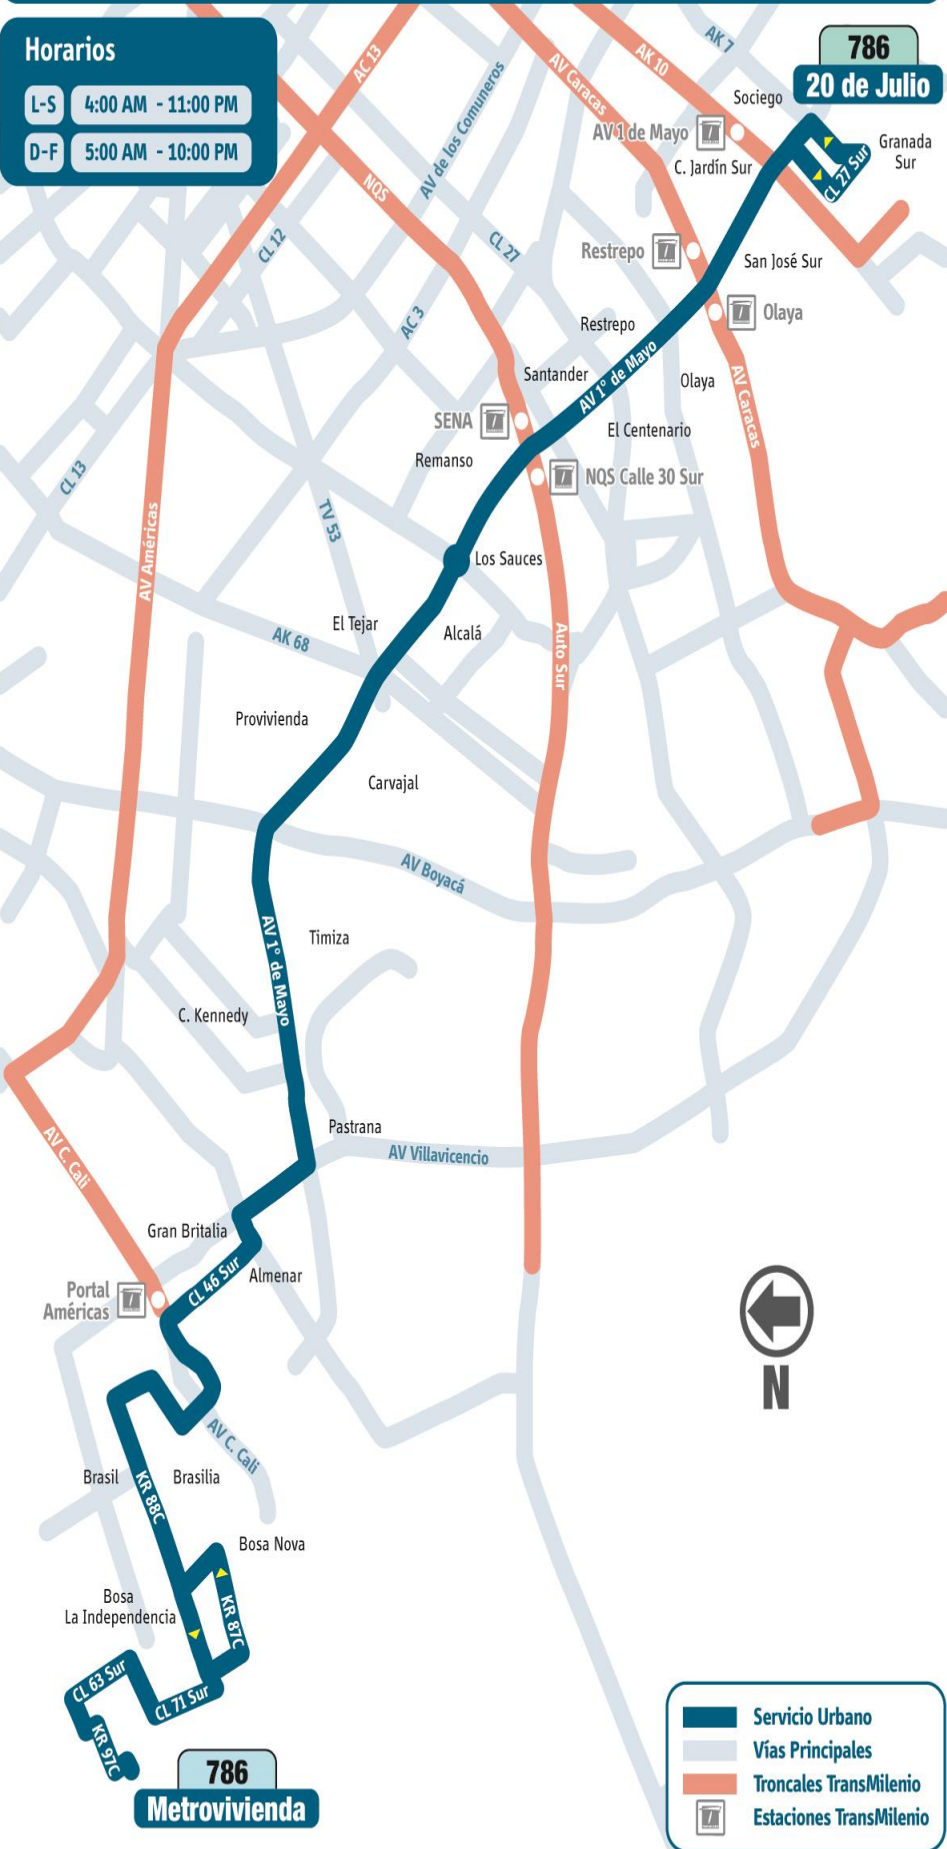 Horarios
L-S 4:00 AM - 11:00 PM
D-F 5:00 AM - 10:00 PM
AC 13
AV de los Comuneros
AV Caracas
AK 10
AK 7
786
20 de Julio
Sociego
AV 1 de Mayo
C. Jardín Sur
Granada
Sur
CL 27 Sur
NQS
CL 12
CL 27
Restrepo
San José Sur
AC 3
Restrepo
Olaya
Santander
AV 1° de Mayo
Olaya
AV Caracas
SENA
El Centenario
Remanso
NQS Calle 30 Sur
CL 13
TV 53
AV Américas
Los Sauces
El Tejar
Alcalá
AK 68
Auto Sur
Provivienda
Carvajal
AV Boyacá
AV 1° de Mayo
Timiza
C. Kennedy
Pastrana
AV C. Cali
AV Villavicencio
Gran Britalia
CL 46 Sur
Almenar
Portal
Américas
N
AV C. Cali
Brasil
KR 88C
Brasilia
Bosa Nova
Bosa
La Independencia
KR 87C
CL 63 Sur
CL 71 Sur
KR 97C
786
Metrovivienda
Servicio Urbano
Vías Principales
Troncales TransMilenio
Estaciones TransMilenio